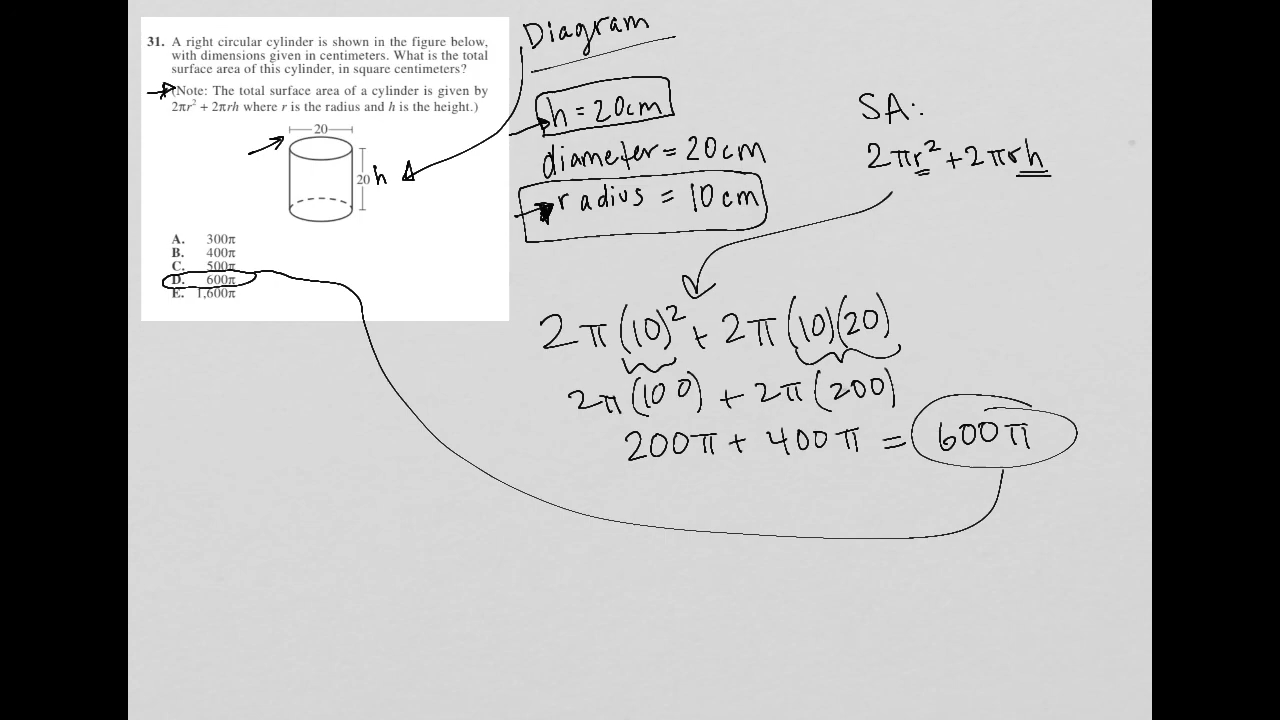 31. A right circular cylinder is shown in the figure below,
with dimensions given in centimeters. What is the total
surface area of this cylinder, in square centimeters?
(Note: The total surface area of a cylinder is given by
2πr² + 2πrh where r is the radius and h is the height.)
20
20 h
A. 300π
B. 400π
C. 500π
D. 600π
E. 1,600π
Diagram
h = 20cm
diameter = 20cm
radius = 10cm
SA:
2πr² + 2πrh
2π(10)² + 2π(10)(20)
2π(100) + 2π(200)
200π + 400π = 600π